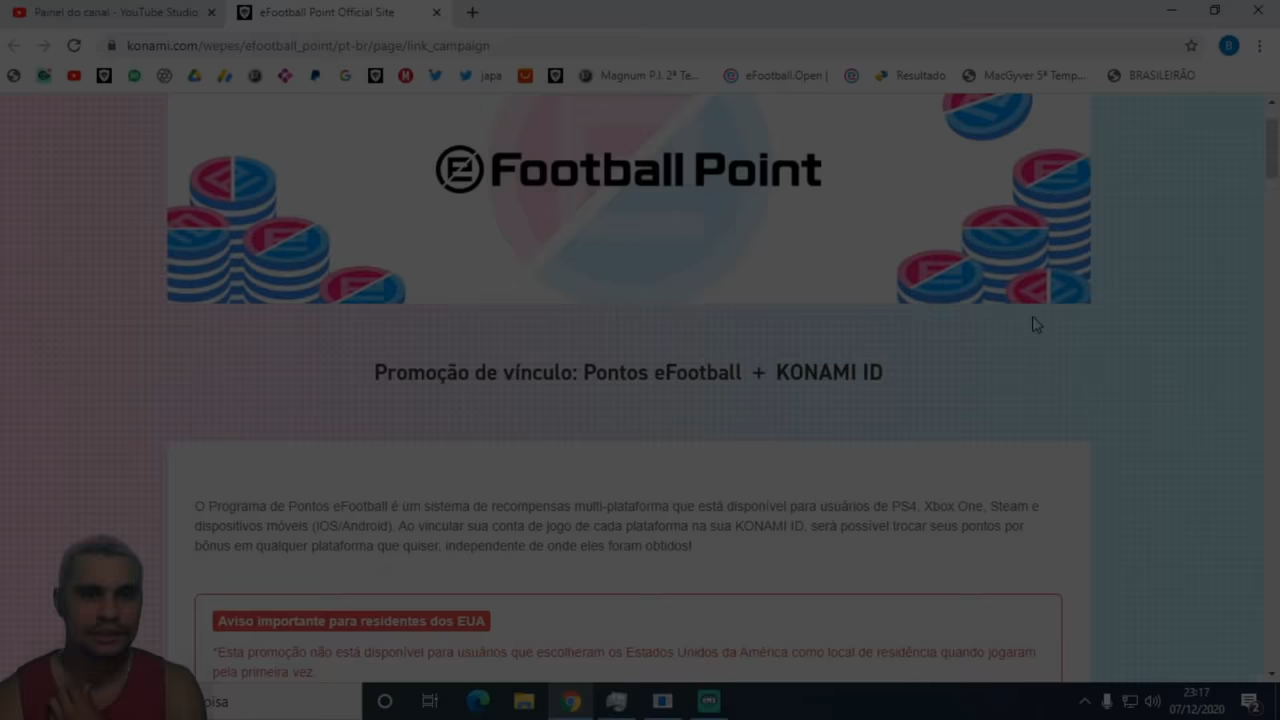 Painel do canal - YouTube Studio
eFootball Point Official Site
konami.com/wepes/efootball_point/pt-br/page/link_campaign
B
japa
Magnum P.I. 2ª Te...
eFootball.Open |
Resultado
MacGyver 5ª Temp...
BRASILEIRÃO
eFootball Point
Promoção de vínculo: Pontos eFootball + KONAMI ID
O Programa de Pontos eFootball é um sistema de recompensas multi-plataforma que está disponível para usuários de PS4, Xbox One, Steam e
dispositivos móveis (iOS/Android). Ao vincular sua conta de jogo de cada plataforma na sua KONAMI ID, será possível trocar seus pontos por
bônus em qualquer plataforma que quiser, independente de onde eles foram obtidos!
Aviso importante para residentes dos EUA
*Esta promoção não está disponível para usuários que escolheram os Estados Unidos da América como local de residência quando jogaram
pela primeira vez.
oisa
23:17
07/12/2020
2